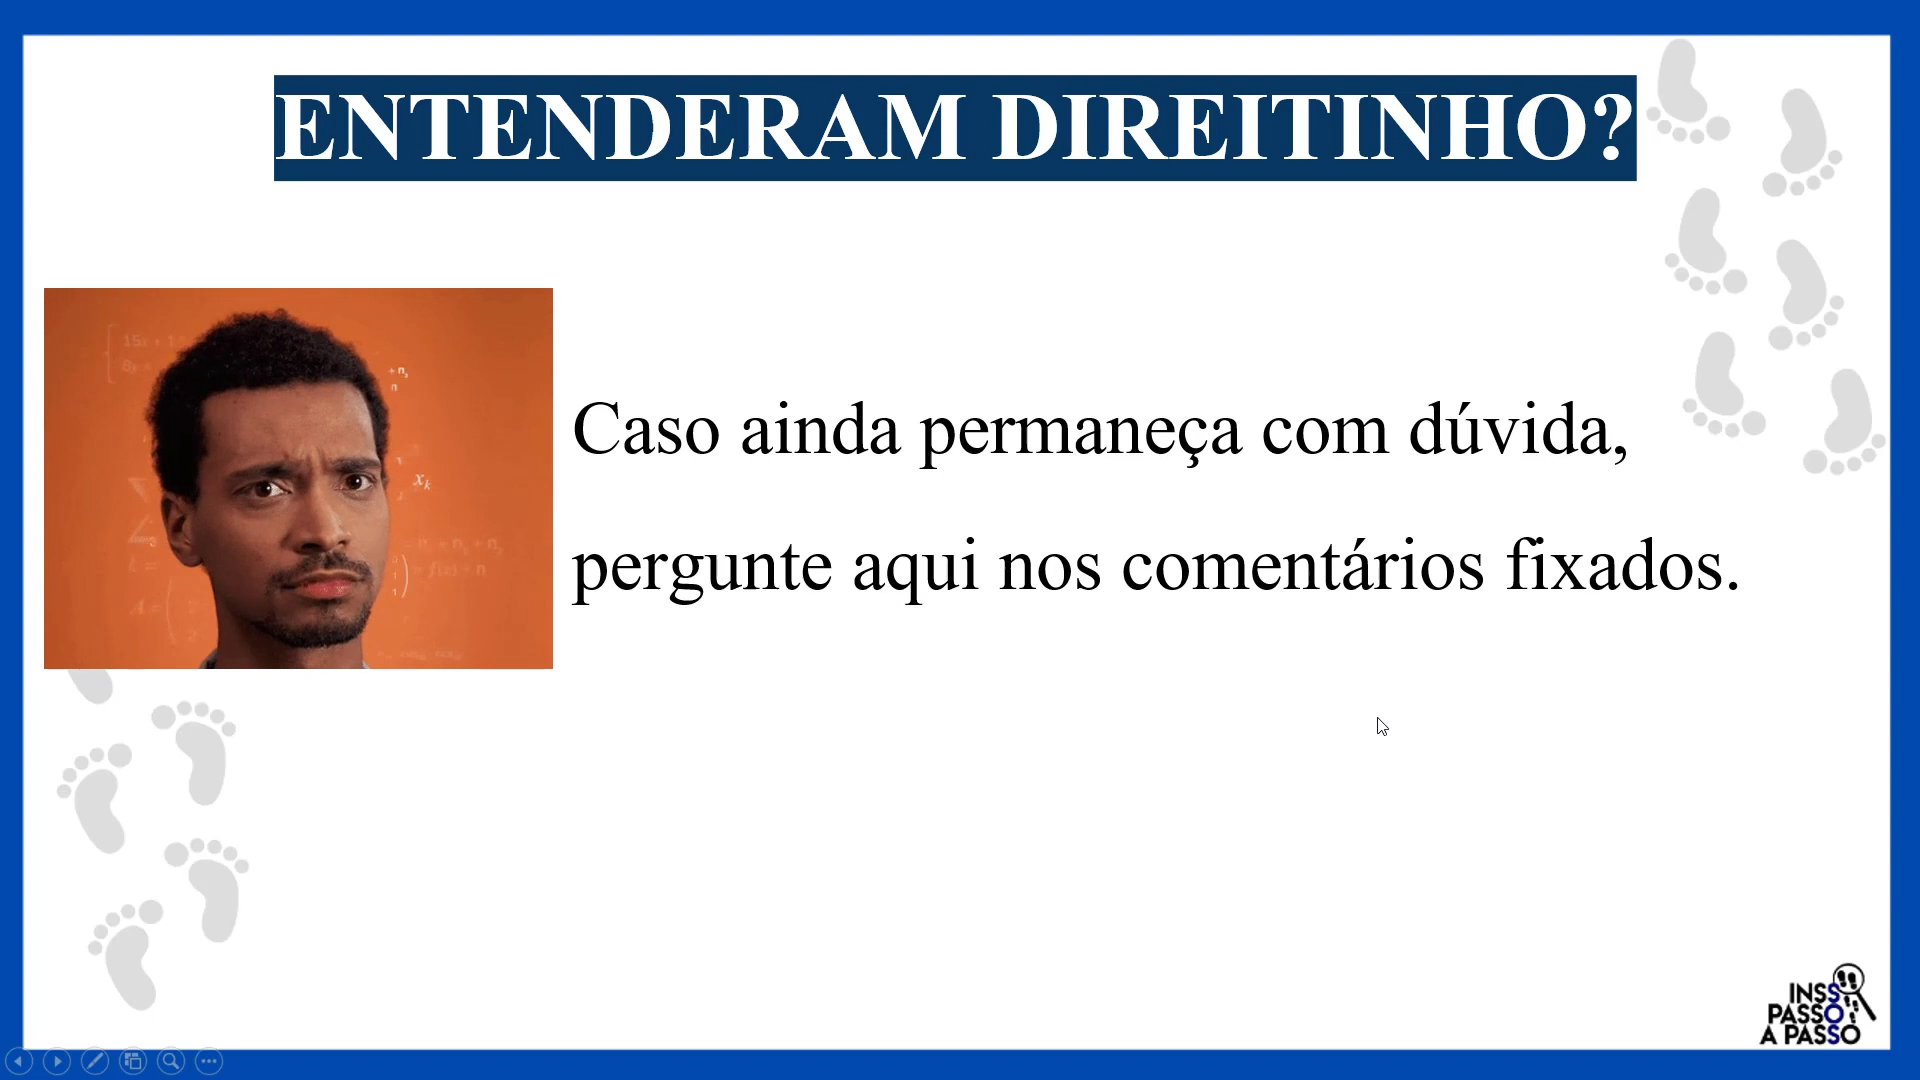 ENTENDERAM DIREITINHO?
Caso ainda permaneça com dúvida,
pergunte aqui nos comentários fixados.
INSS
PASSO
A PASSO